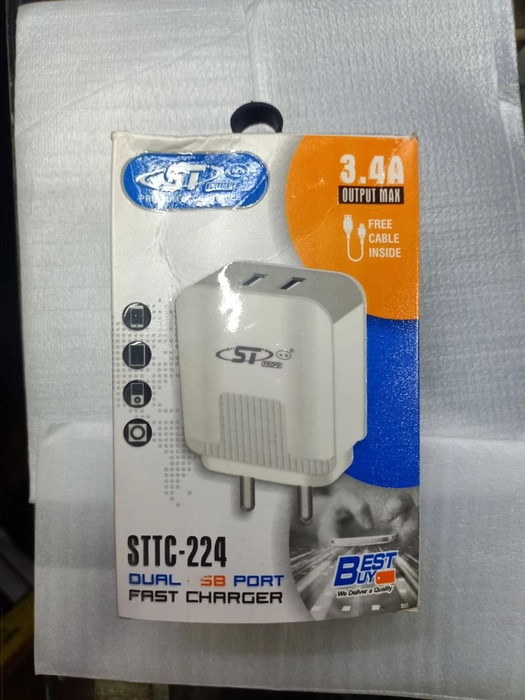 ST
3.4A
OUTPUT MAX
FREE
CABLE
INSIDE
ST
STTC-224
DUAL SB PORT
FAST CHARGER
BEST
BUY
We Deliver a Quality